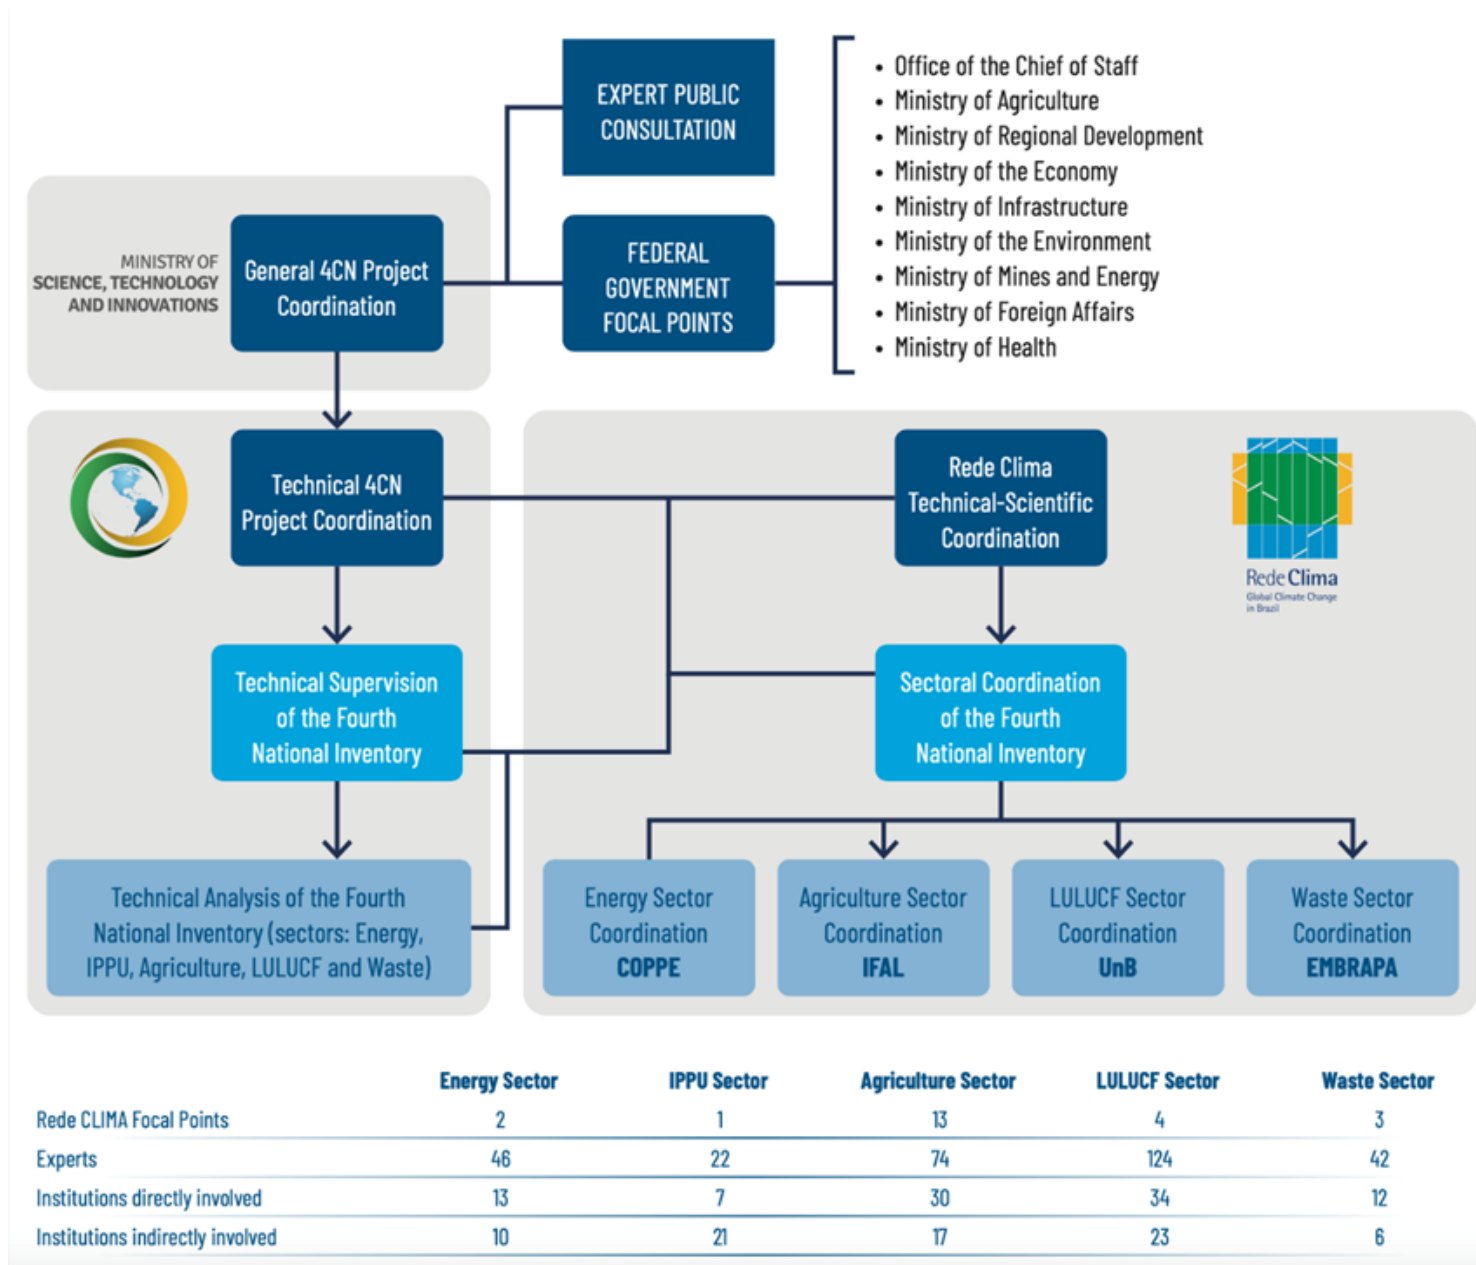 EXPERT PUBLIC
CONSULTATION
• Office of the Chief of Staff
• Ministry of Agriculture
• Ministry of Regional Development
• Ministry of the Economy
• Ministry of Infrastructure
• Ministry of the Environment
• Ministry of Mines and Energy
• Ministry of Foreign Affairs
• Ministry of Health
MINISTRY OF
SCIENCE, TECHNOLOGY
AND INNOVATIONS
General 4CN Project
Coordination
FEDERAL
GOVERNMENT
FOCAL POINTS
Technical 4CN
Project Coordination
Rede Clima
Technical-Scientific
Coordination
Rede Clima
Global Climate Change
in Brazil
Technical Supervision
of the Fourth
National Inventory
Sectoral Coordination
of the Fourth
National Inventory
Technical Analysis of the Fourth
National Inventory (sectors: Energy,
IPPU, Agriculture, LULUCF and Waste)
Energy Sector
Coordination
COPPE
Agriculture Sector
Coordination
IFAL
LULUCF Sector
Coordination
UnB
Waste Sector
Coordination
EMBRAPA
Energy Sector IPPU Sector Agriculture Sector LULUCF Sector Waste Sector
Rede CLIMA Focal Points 2 1 13 4 3
Experts 46 22 74 124 42
Institutions directly involved 13 7 30 34 12
Institutions indirectly involved 10 21 17 23 6